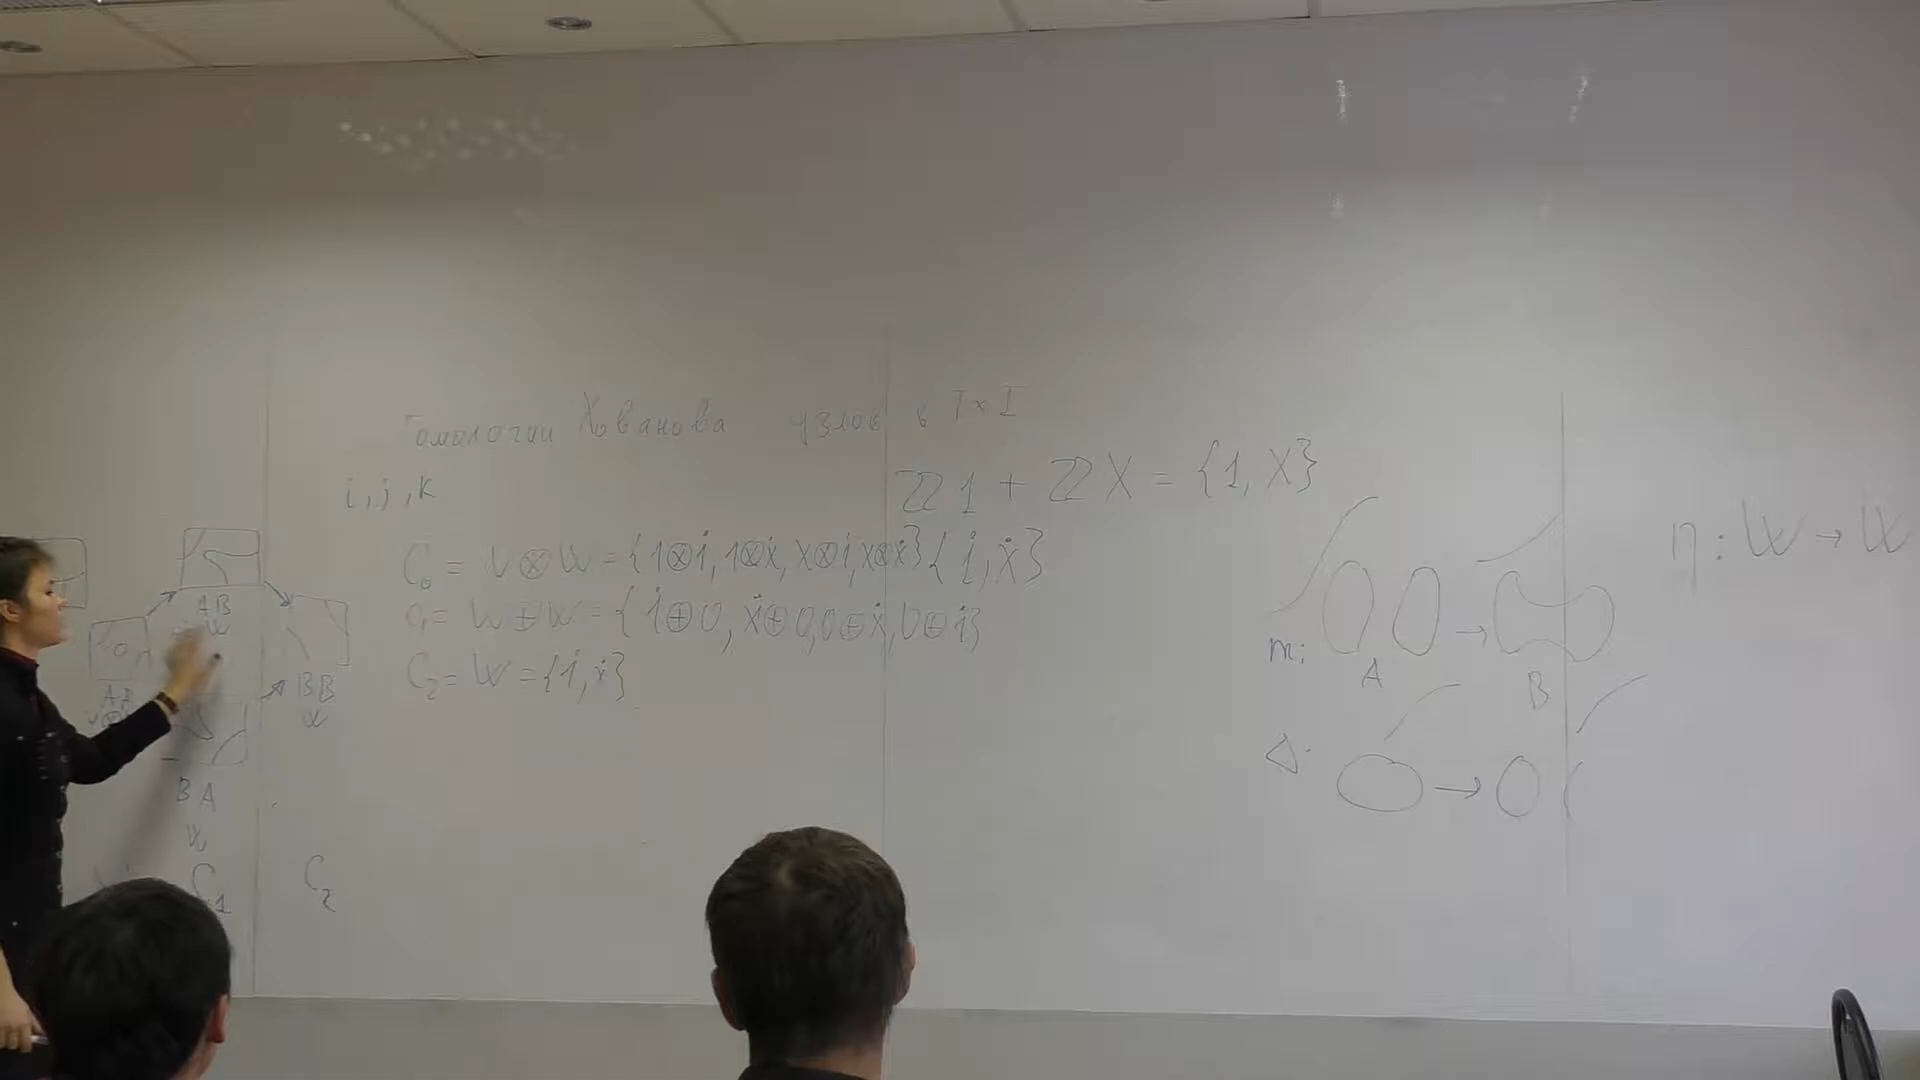 Гомологии Хованова узлов в T×I
i, j, k
ℤ1 + ℤX = {1, X}
C₀ = V⊗W = {1⊗i̇, 1⊗ẋ, X⊗i̇, X⊗ẋ} {i̇, ẋ}
C₁ = W⊕W = {i̇⊕0, ẋ⊕0, 0⊕ẋ, 0⊕i̇}
C₂ = W = {i̇, ẋ}
AB
W
BB
W
BA
W
C₁ C₂
m: A → B
Δ: →
η: W → W